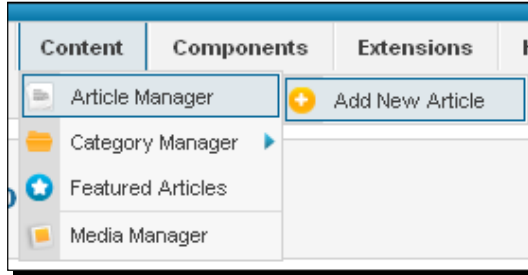 Content Components Extensions
Article Manager Add New Article
Category Manager
Featured Articles
Media Manager